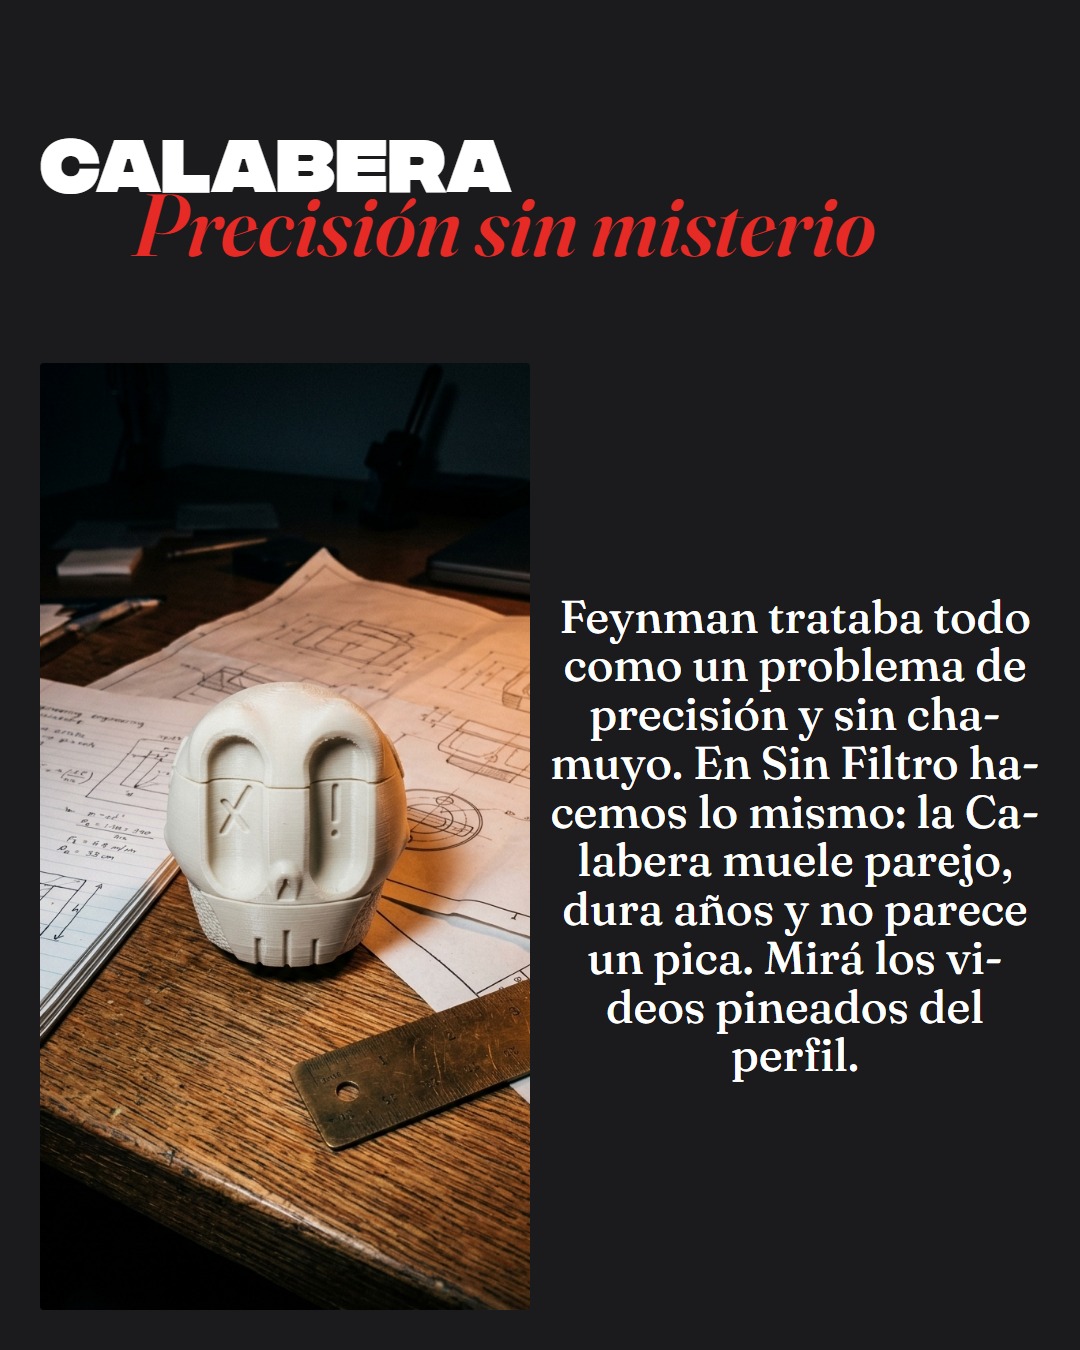 CALABERA
Precisión sin misterio
Feynman trataba todo
como un problema de
precisión y sin cha-
muyo. En Sin Filtro ha-
cemos lo mismo: la Ca-
labera muele parejo,
dura años y no parece
un pica. Mirá los vi-
deos pineados del
perfil.
X !